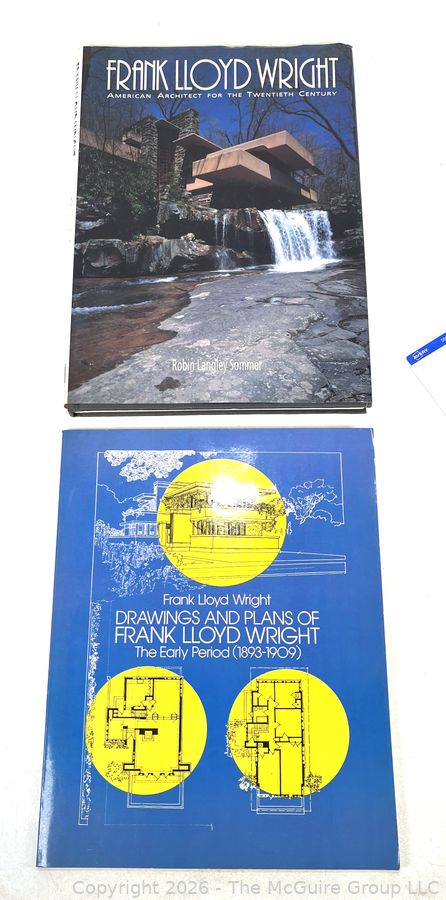 FRANK LLOYD WRIGHT
AMERICAN ARCHITECT FOR THE TWENTIETH CENTURY
Robin Langley Sommer
AVERY
Frank Lloyd Wright
DRAWINGS AND PLANS OF
FRANK LLOYD WRIGHT
The Early Period (1893-1909)
Copyright 2026 - The McGuire Group LLC